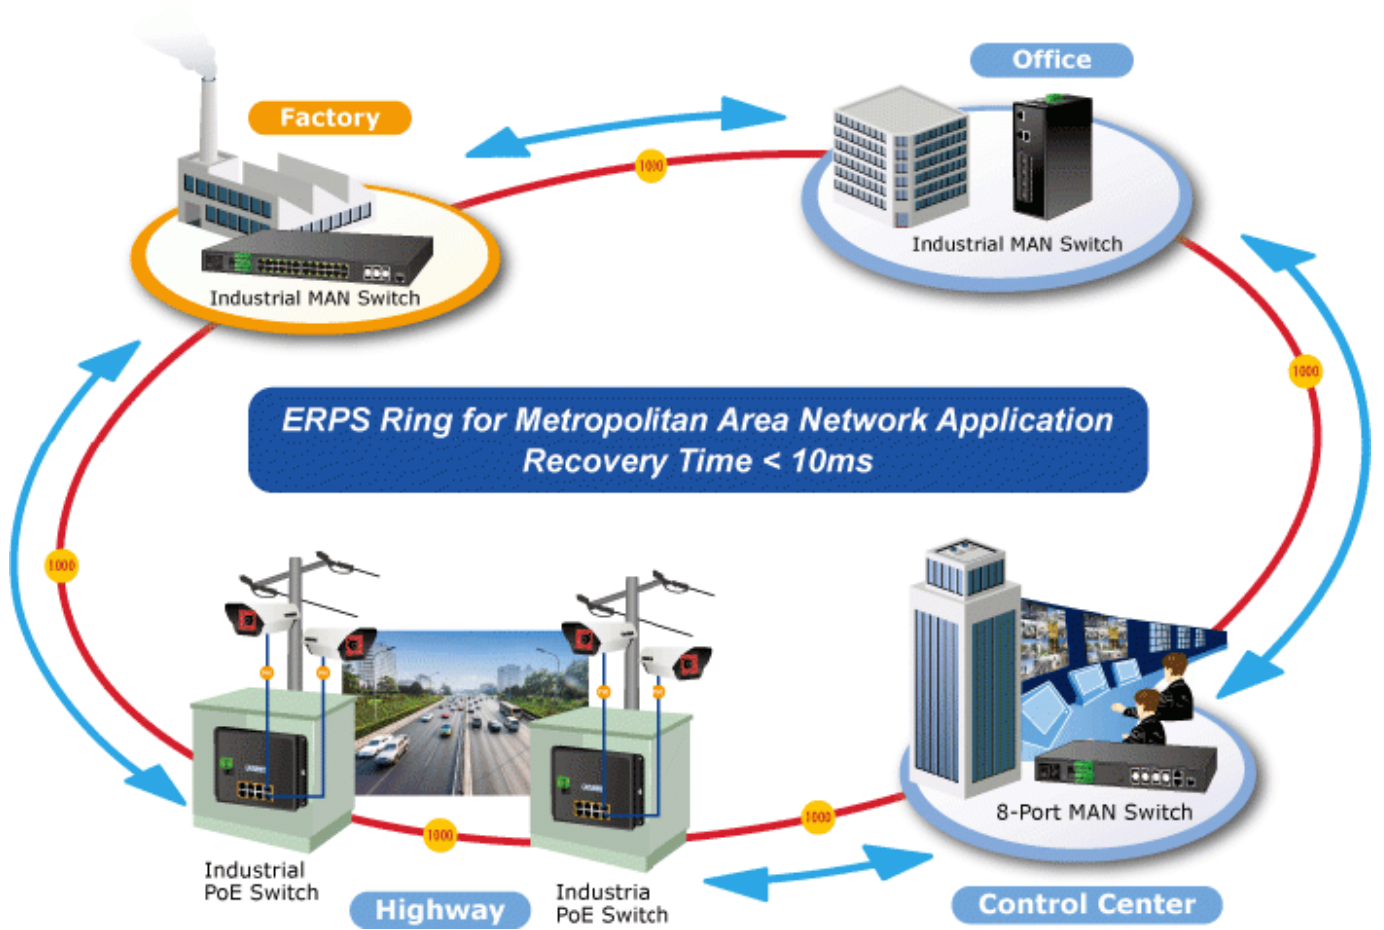 Office
Factory
1000
Industrial MAN Switch
Industrial MAN Switch
1000
ERPS Ring for Metropolitan Area Network Application
Recovery Time < 10ms
1000
8-Port MAN Switch
1000
1000
Industrial
PoE Switch
Industria
PoE Switch
Highway
Control Center